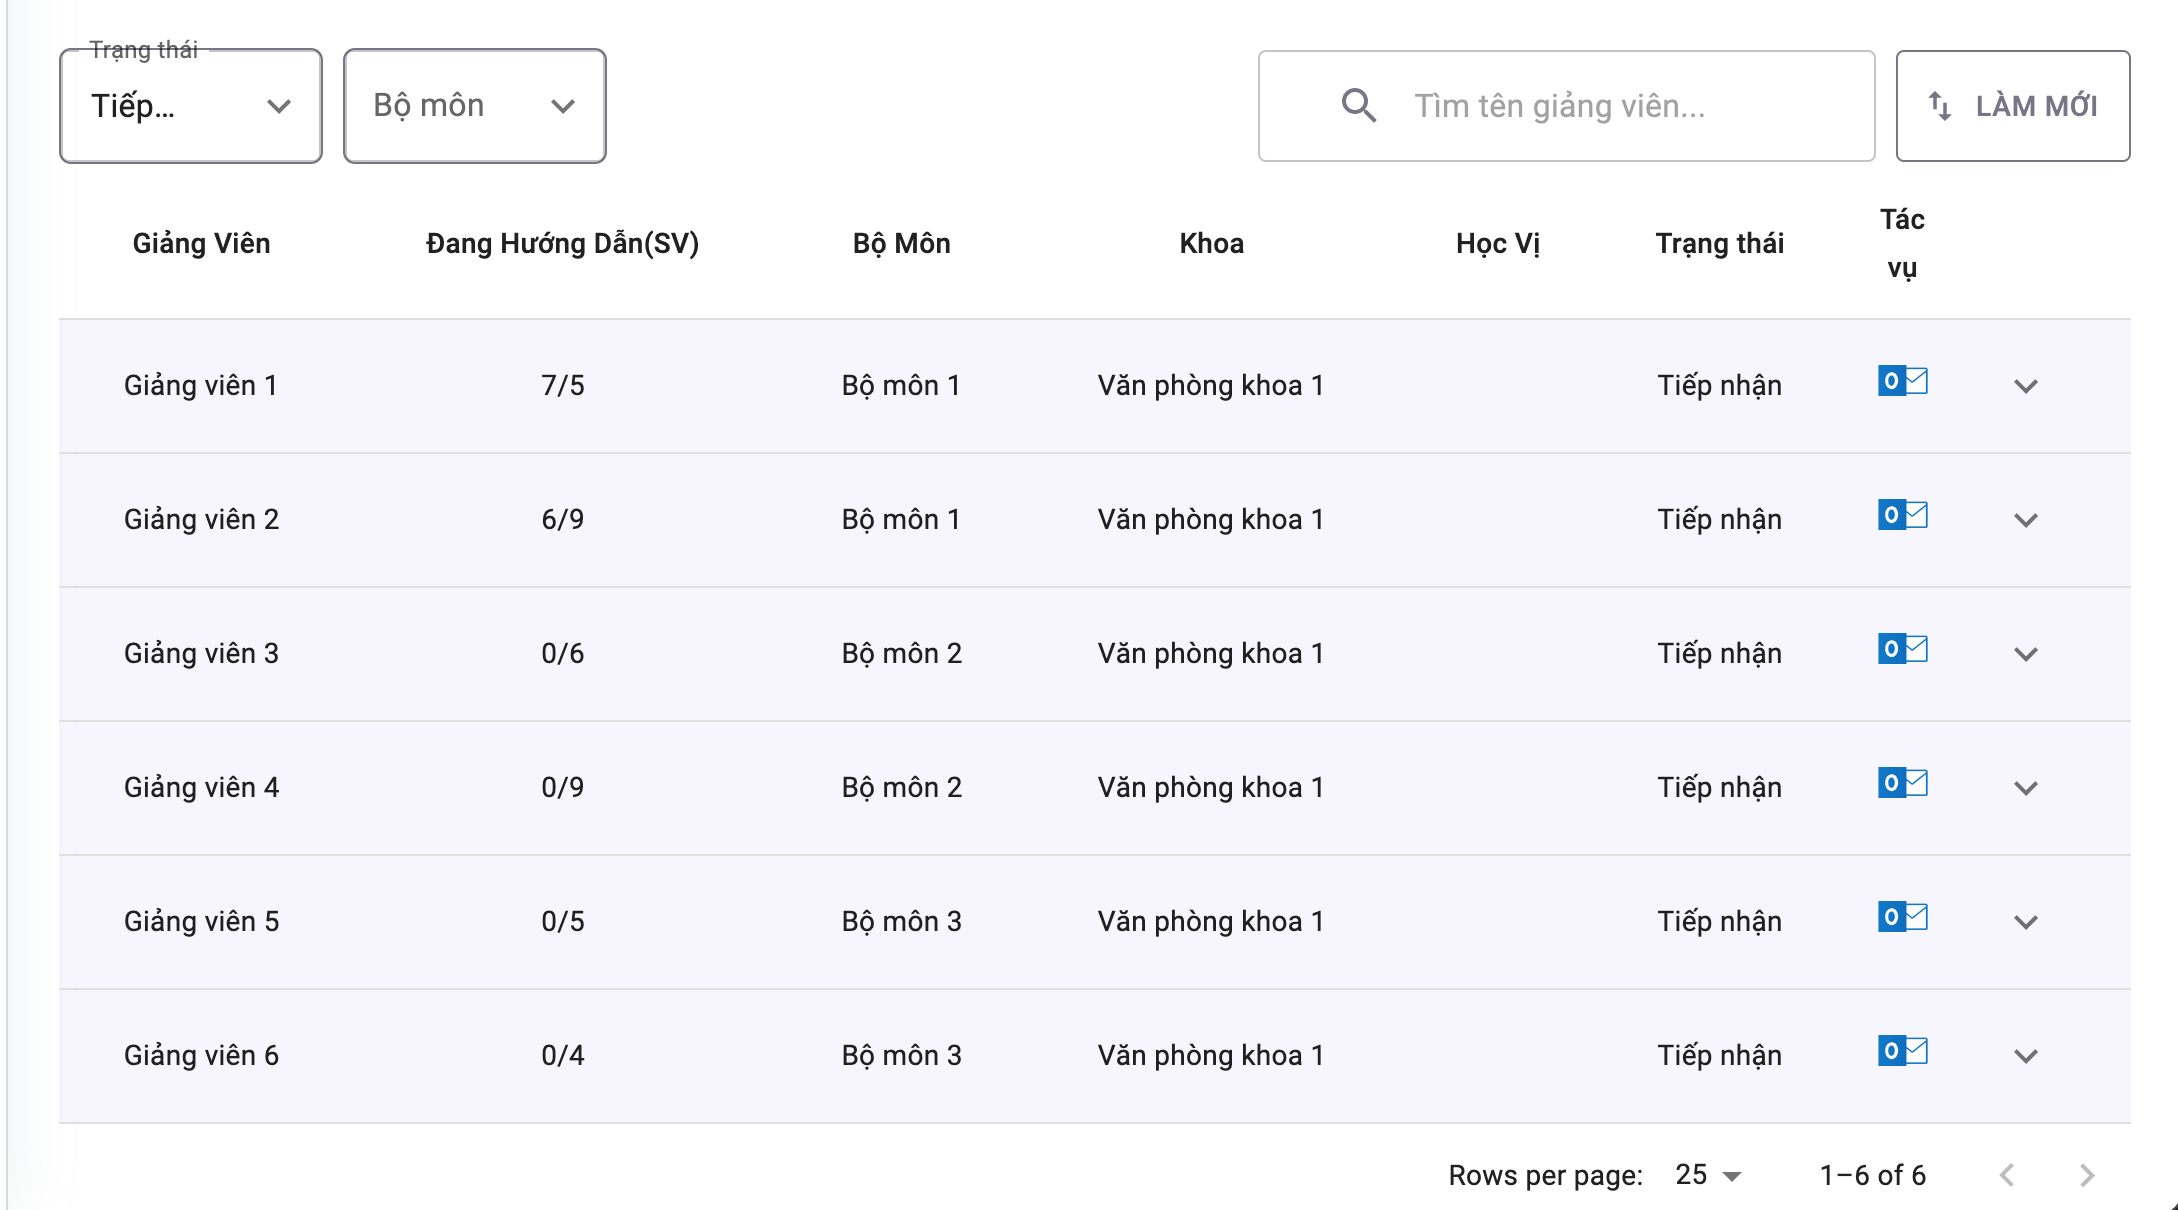 Trạng thái
Tiếp... Bộ môn Tìm tên giảng viên... LÀM MỚI
Giảng Viên Đang Hướng Dẫn(SV) Bộ Môn Khoa Học Vị Trạng thái Tác vụ
Giảng viên 1 7/5 Bộ môn 1 Văn phòng khoa 1 Tiếp nhận
Giảng viên 2 6/9 Bộ môn 1 Văn phòng khoa 1 Tiếp nhận
Giảng viên 3 0/6 Bộ môn 2 Văn phòng khoa 1 Tiếp nhận
Giảng viên 4 0/9 Bộ môn 2 Văn phòng khoa 1 Tiếp nhận
Giảng viên 5 0/5 Bộ môn 3 Văn phòng khoa 1 Tiếp nhận
Giảng viên 6 0/4 Bộ môn 3 Văn phòng khoa 1 Tiếp nhận
Rows per page: 25 1–6 of 6